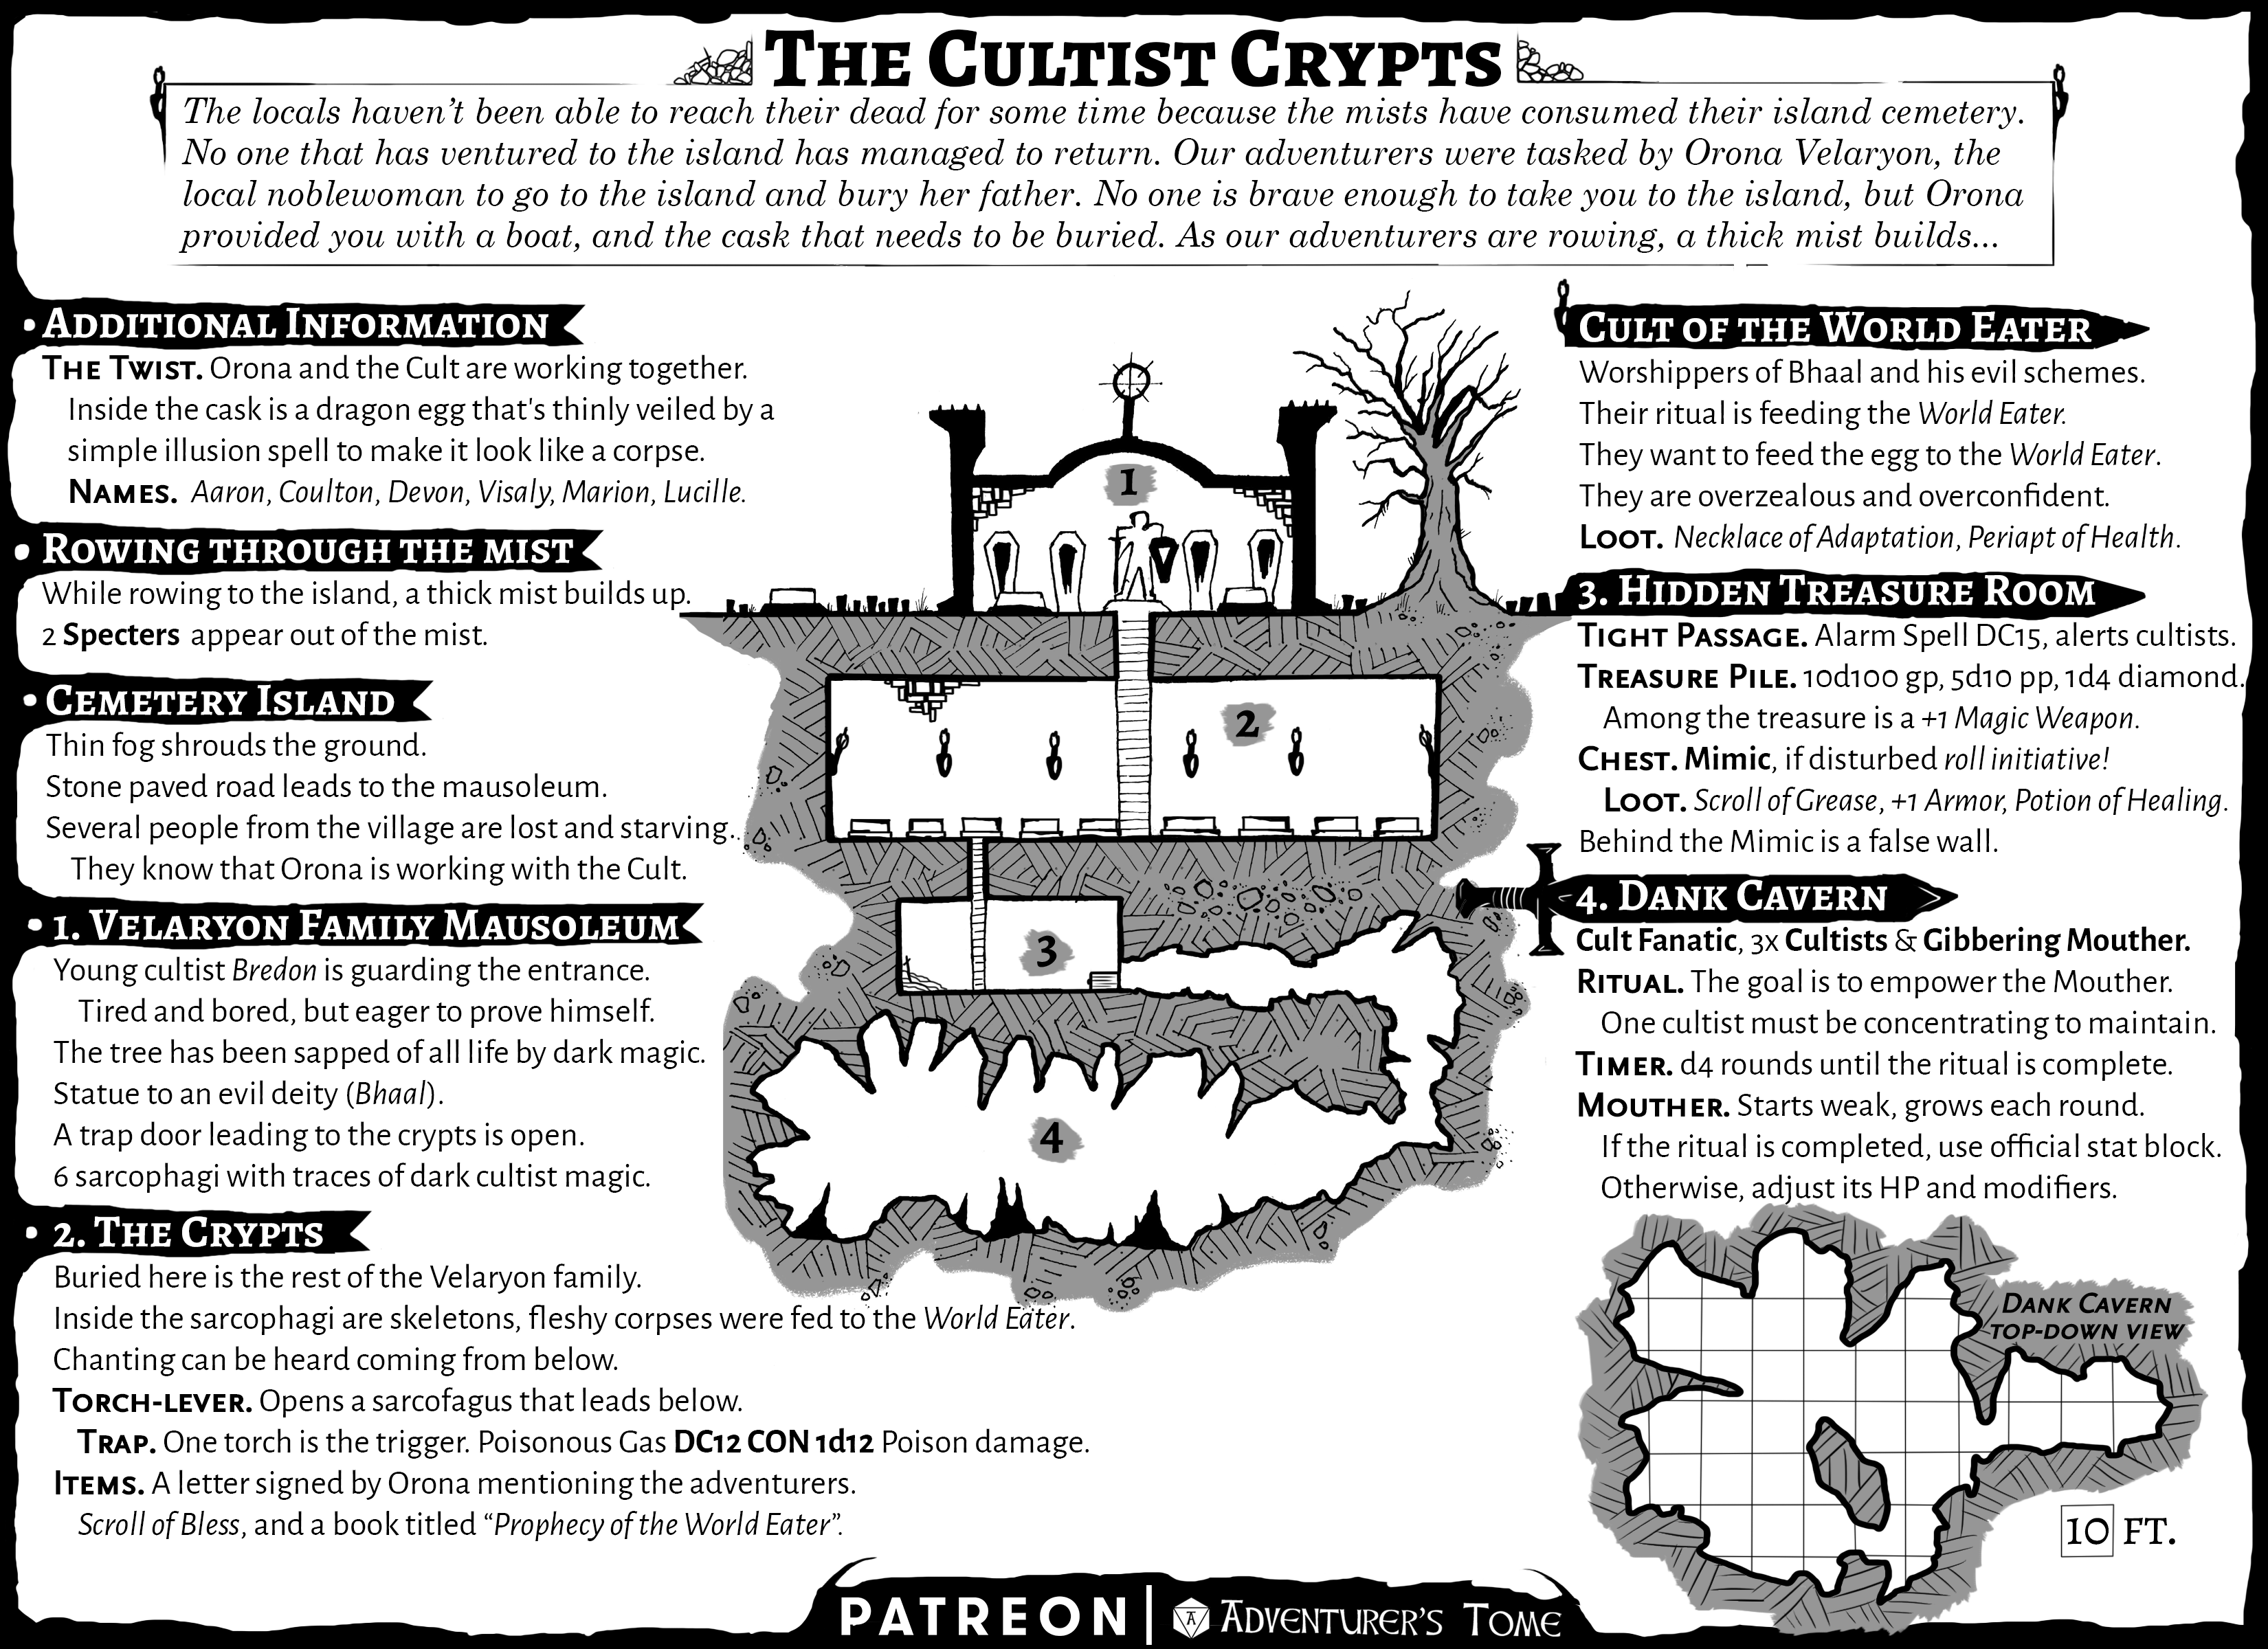 THE CULTIST CRYPTS
The locals haven't been able to reach their dead for some time because the mists have consumed their island cemetery.
No one that has ventured to the island has managed to return. Our adventurers were tasked by Orona Velaryon, the
local noblewoman to go to the island and bury her father. No one is brave enough to take you to the island, but Orona
provided you with a boat, and the cask that needs to be buried. As our adventurers are rowing, a thick mist builds...
• ADDITIONAL INFORMATION
THE TWIST. Orona and the Cult are working together.
Inside the cask is a dragon egg that's thinly veiled by a
simple illusion spell to make it look like a corpse.
NAMES. Aaron, Coulton, Devon, Visaly, Marion, Lucille.
• ROWING THROUGH THE MIST
While rowing to the island, a thick mist builds up.
2 Specters appear out of the mist.
• CEMETERY ISLAND
Thin fog shrouds the ground.
Stone paved road leads to the mausoleum.
Several people from the village are lost and starving.
They know that Orona is working with the Cult.
• 1. VELARYON FAMILY MAUSOLEUM
Young cultist Bredon is guarding the entrance.
Tired and bored, but eager to prove himself.
The tree has been sapped of all life by dark magic.
Statue to an evil deity (Bhaal).
A trap door leading to the crypts is open.
6 sarcophagi with traces of dark cultist magic.
• 2. THE CRYPTS
Buried here is the rest of the Velaryon family.
Inside the sarcophagi are skeletons, fleshy corpses were fed to the World Eater.
Chanting can be heard coming from below.
TORCH-LEVER. Opens a sarcofagus that leads below.
TRAP. One torch is the trigger. Poisonous Gas DC12 CON 1d12 Poison damage.
ITEMS. A letter signed by Orona mentioning the adventurers.
Scroll of Bless, and a book titled “Prophecy of the World Eater”.
1
2
3
4
CULT OF THE WORLD EATER
Worshippers of Bhaal and his evil schemes.
Their ritual is feeding the World Eater.
They want to feed the egg to the World Eater.
They are overzealous and overconfident.
LOOT. Necklace of Adaptation, Periapt of Health.
3. HIDDEN TREASURE ROOM
TIGHT PASSAGE. Alarm Spell DC15, alerts cultists.
TREASURE PILE. 10d100 gp, 5d10 pp, 1d4 diamond.
Among the treasure is a +1 Magic Weapon.
CHEST. Mimic, if disturbed roll initiative!
LOOT. Scroll of Grease, +1 Armor, Potion of Healing.
Behind the Mimic is a false wall.
4. DANK CAVERN
Cult Fanatic, 3x Cultists & Gibbering Mouther.
RITUAL. The goal is to empower the Mouther.
One cultist must be concentrating to maintain.
TIMER. d4 rounds until the ritual is complete.
MOUTHER. Starts weak, grows each round.
If the ritual is completed, use official stat block.
Otherwise, adjust its HP and modifiers.
DANK CAVERN
TOP-DOWN VIEW
10 FT.
PATREON | A ADVENTURER'S TOME